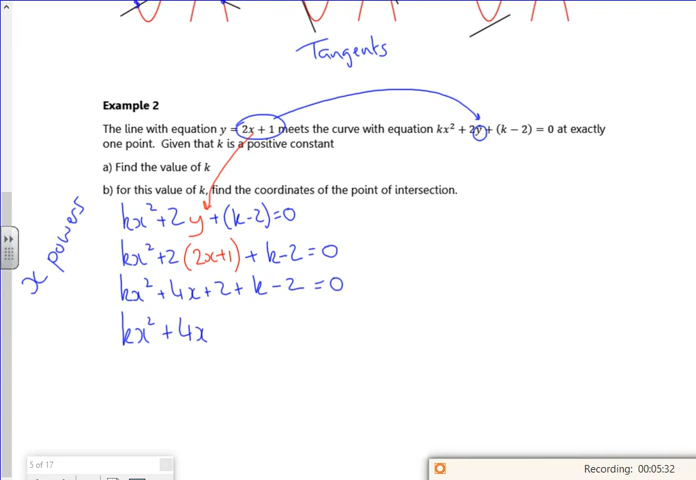 Tangents
Example 2
The line with equation y = 2x + 1 meets the curve with equation kx² + 2y + (k − 2) = 0 at exactly
one point. Given that k is a positive constant
a) Find the value of k
b) for this value of k, find the coordinates of the point of intersection.
kx² + 2y + (k-2) = 0
x powers
kx² + 2(2x+1) + k-2 = 0
kx² + 4x + 2 + k - 2 = 0
kx² + 4x
5 of 17
Recording: 00:05:32